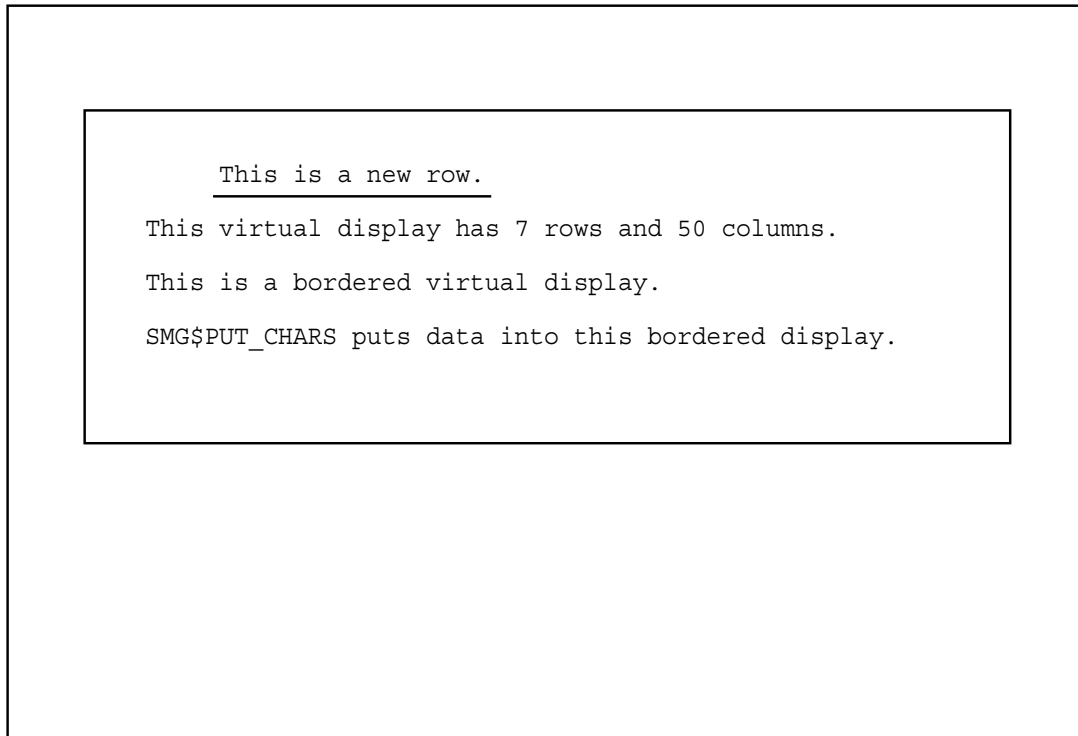 This is a new row.
This virtual display has 7 rows and 50 columns.
This is a bordered virtual display.
SMG$PUT_CHARS puts data into this bordered display.